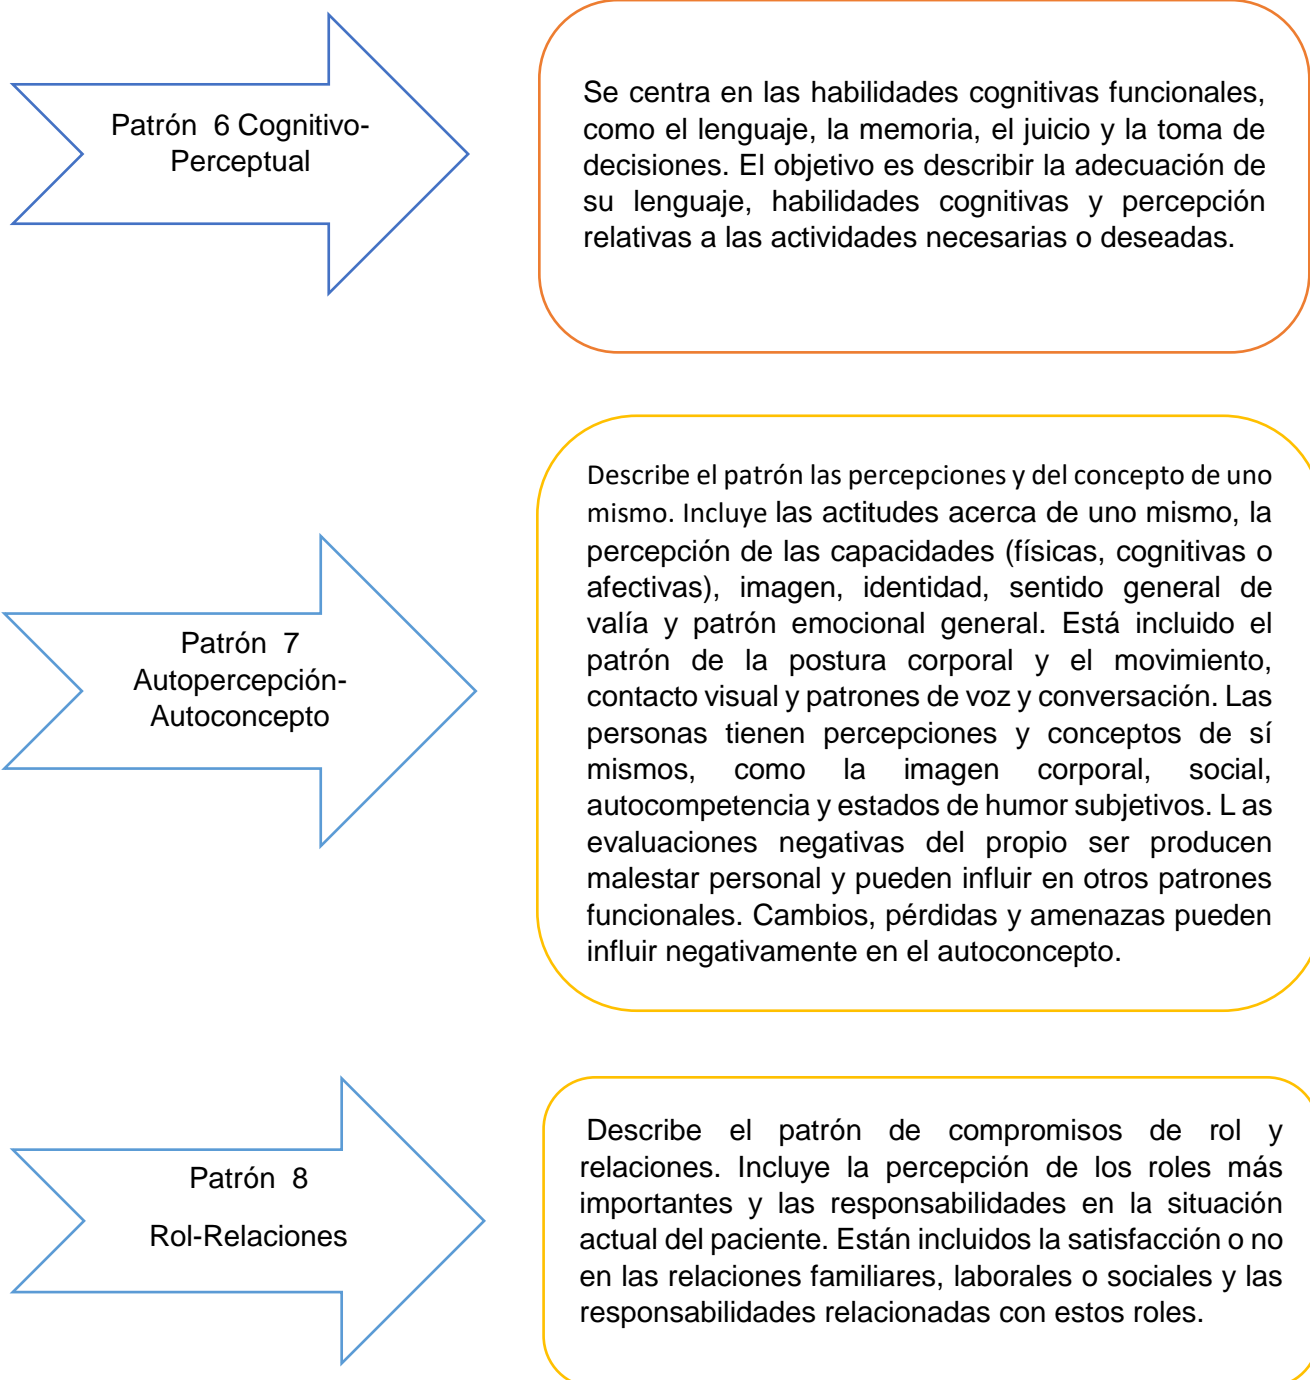 Patrón 6 Cognitivo-
Perceptual
Se centra en las habilidades cognitivas funcionales,
como el lenguaje, la memoria, el juicio y la toma de
decisiones. El objetivo es describir la adecuación de
su lenguaje, habilidades cognitivas y percepción
relativas a las actividades necesarias o deseadas.
Patrón 7
Autopercepción-
Autoconcepto
Describe el patrón las percepciones y del concepto de uno
mismo. Incluye las actitudes acerca de uno mismo, la
percepción de las capacidades (físicas, cognitivas o
afectivas), imagen, identidad, sentido general de
valía y patrón emocional general. Está incluido el
patrón de la postura corporal y el movimiento,
contacto visual y patrones de voz y conversación. Las
personas tienen percepciones y conceptos de sí
mismos, como la imagen corporal, social,
autocompetencia y estados de humor subjetivos. L as
evaluaciones negativas del propio ser producen
malestar personal y pueden influir en otros patrones
funcionales. Cambios, pérdidas y amenazas pueden
influir negativamente en el autoconcepto.
Patrón 8
Rol-Relaciones
Describe el patrón de compromisos de rol y
relaciones. Incluye la percepción de los roles más
importantes y las responsabilidades en la situación
actual del paciente. Están incluidos la satisfacción o no
en las relaciones familiares, laborales o sociales y las
responsabilidades relacionadas con estos roles.